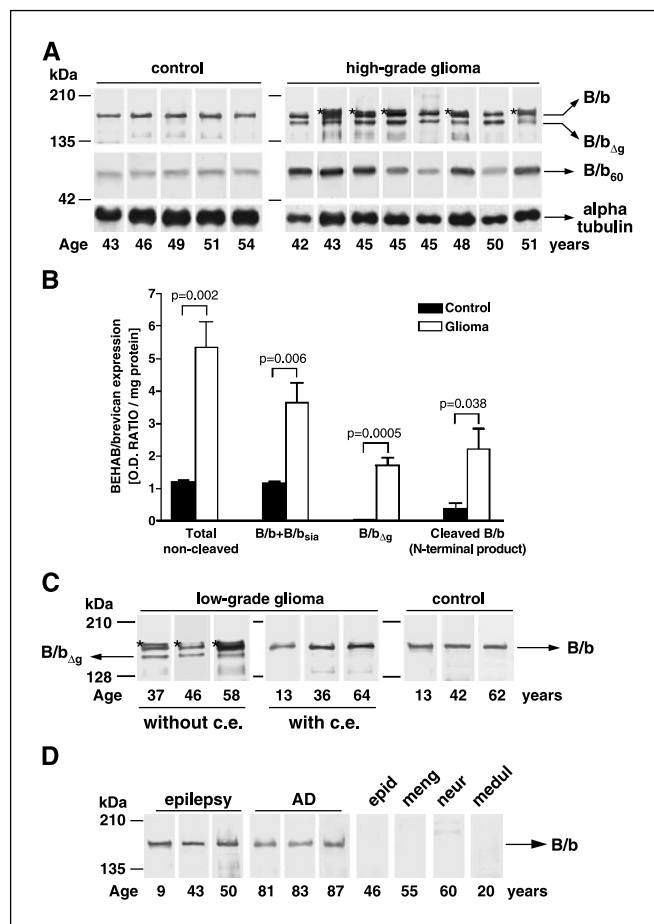 A
control high-grade glioma
kDa
210
135
42
* * * * * *
B/b
B/bΔg
B/b60
alpha tubulin
Age 43 46 49 51 54 42 43 45 45 45 48 50 51 years
B
BEHAB/brevican expression
[O.D. RATIO / mg protein]
7
6
5
4
3
2
1
0
p=0.002
p=0.006
p=0.0005
p=0.038
Control
Glioma
Total non-cleaved
B/b+B/bsia
B/bΔg
Cleaved B/b (N-terminal product)
C
low-grade glioma control
kDa
210
128
* * *
B/bΔg
B/b
Age 37 46 58 13 36 64 13 42 62 years
without c.e. with c.e.
D
epilepsy AD epid meng neur medul
kDa
210
135
B/b
Age 9 43 50 81 83 87 46 55 60 20 years